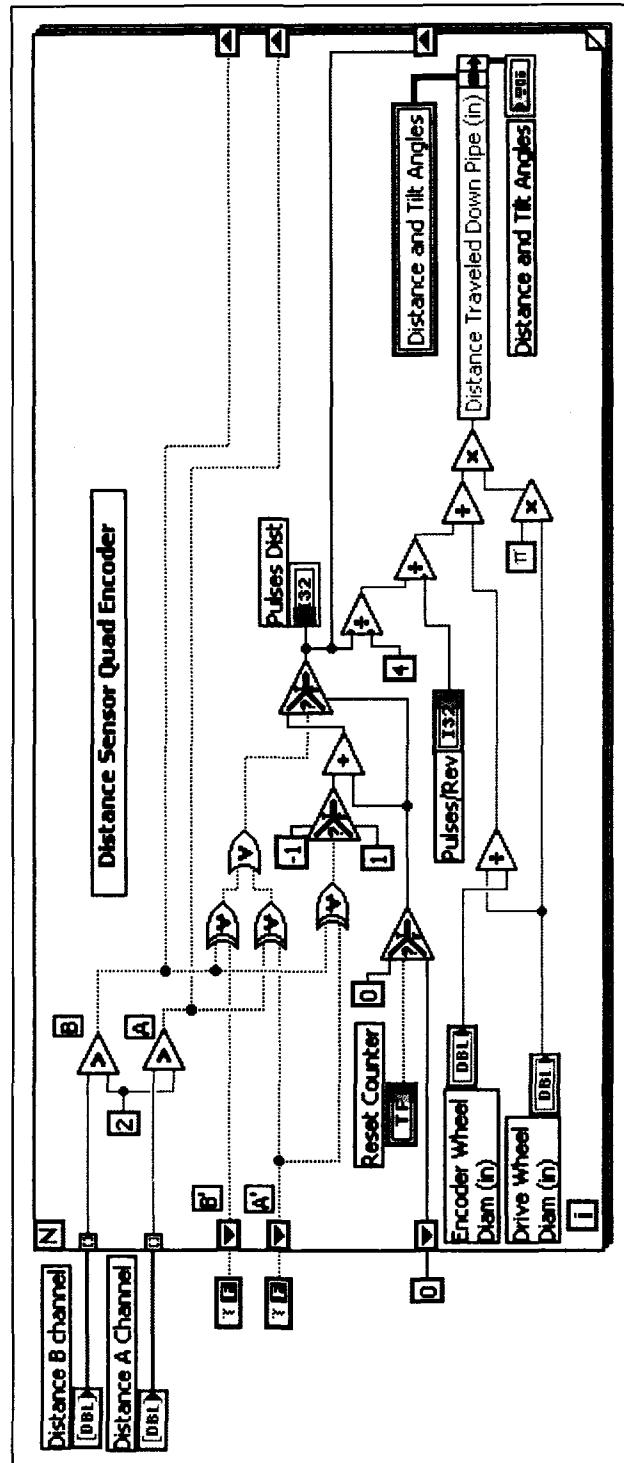 Distance Sensor Quad Encoder
N
Distance B channel
[DBL]
Distance A Channel
[DBL]
2
B
A
B'
A'
F
F
Pulses Dist
I32
-1
1
Reset Counter
TF
0
0
4
Pulses/Rev
I32
Encoder Wheel
Diam (in)
DBL
Drive Wheel
Diam (in)
DBL
π
i
Distance and Tilt Angles
Distance Traveled Down Pipe (in)
Distance and Tilt Angles